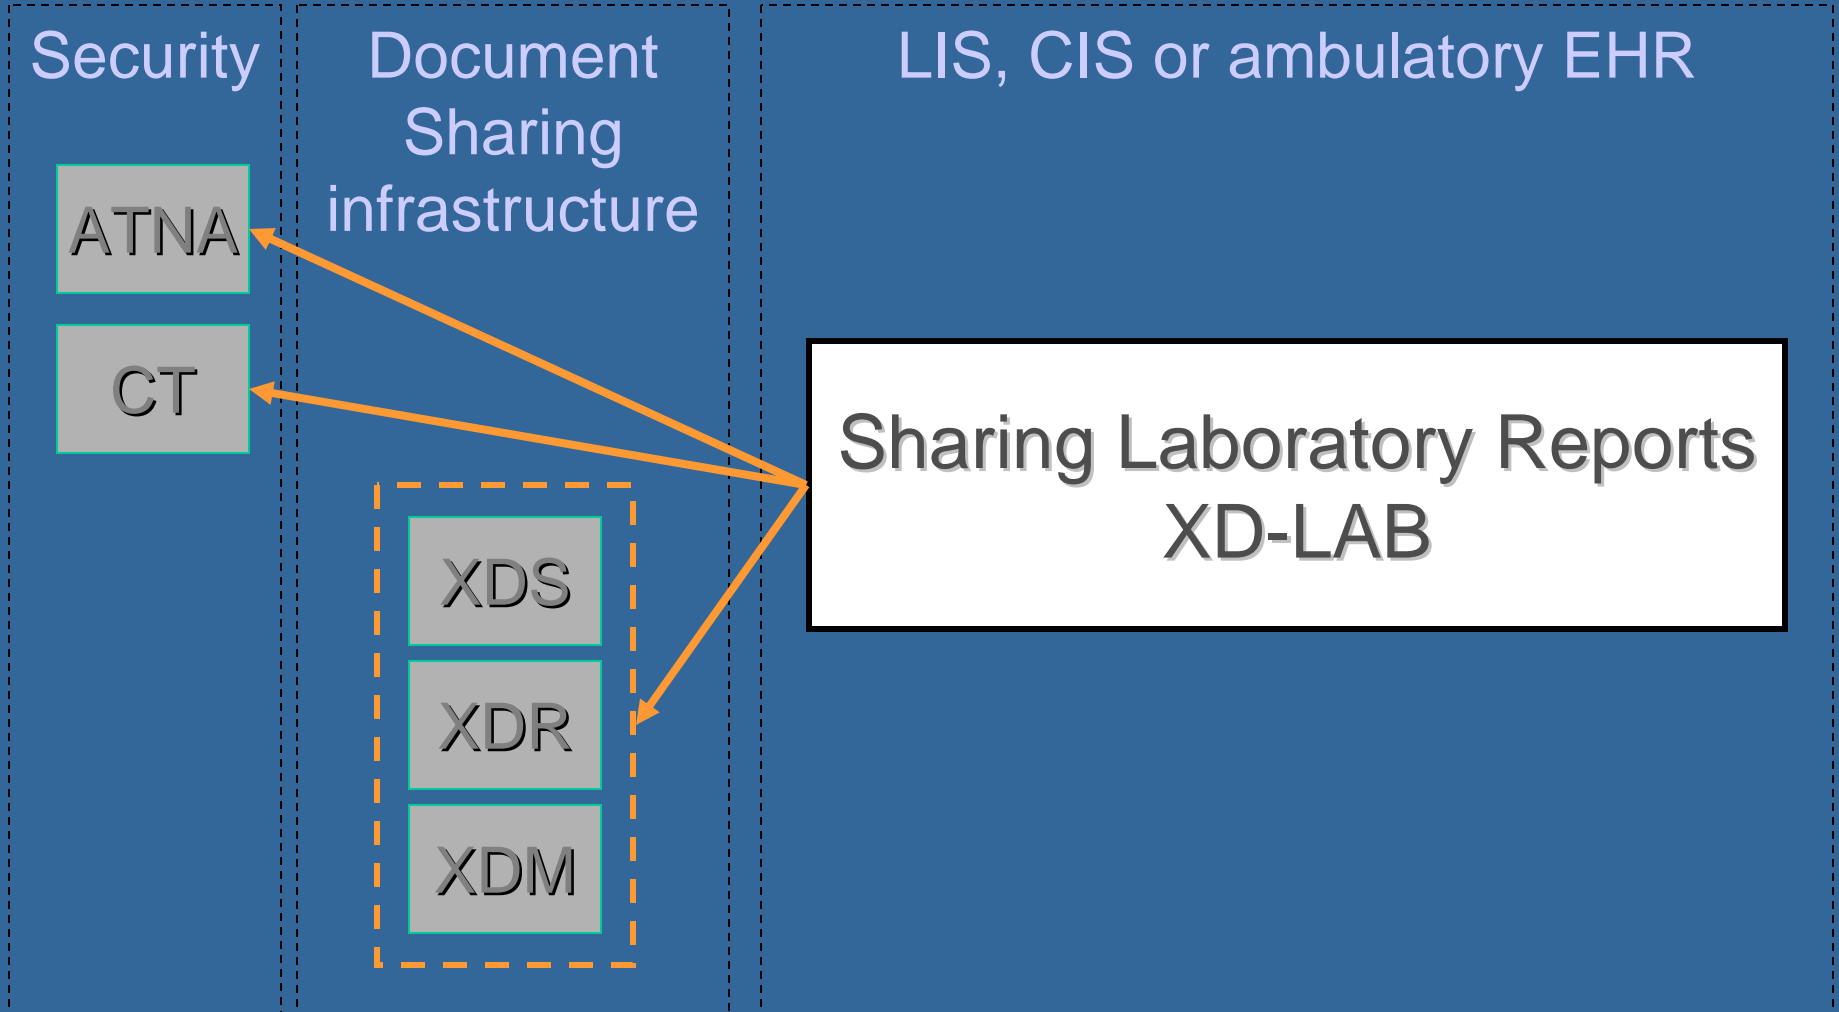 Security
ATNA
CT
Document
Sharing
infrastructure
XDS
XDR
XDM
LIS, CIS or ambulatory EHR
Sharing Laboratory Reports
XD-LAB